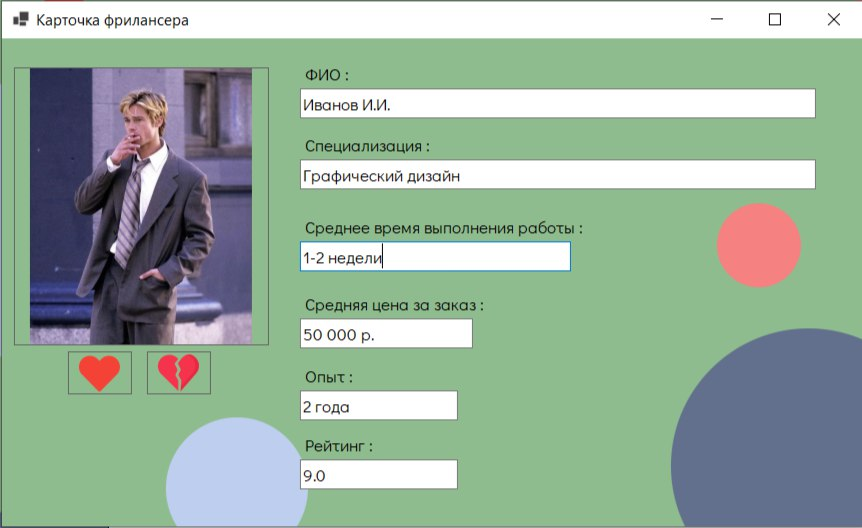 Карточка фрилансера
ФИО :
Иванов И.И.
Специализация :
Графический дизайн
Среднее время выполнения работы :
1-2 недели
Средняя цена за заказ :
50 000 р.
Опыт :
2 года
Рейтинг :
9.0